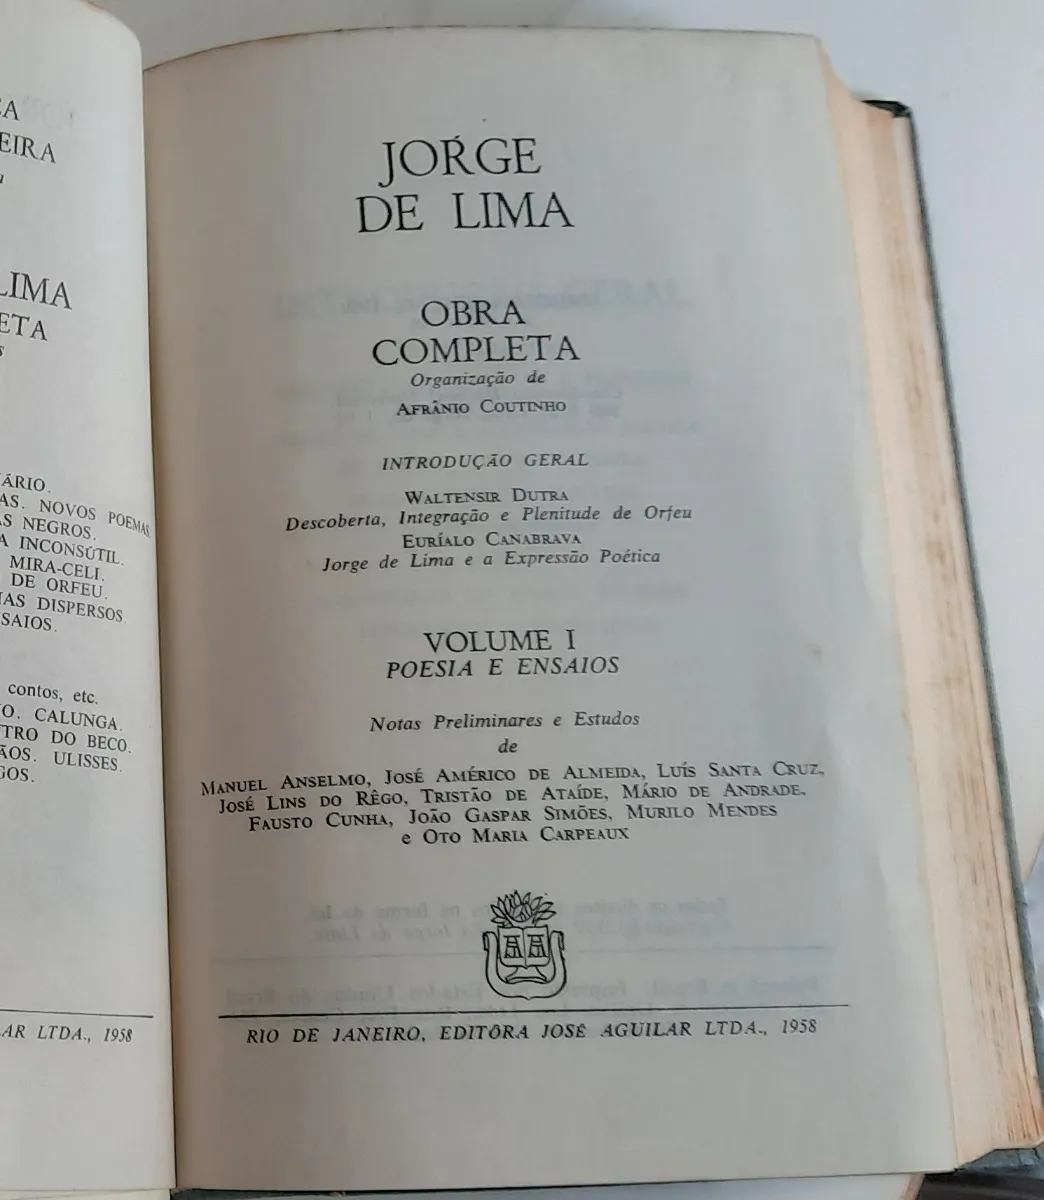 EIRA
LIMA
ETA
ÁRIO.
AS. NOVOS POEMAS
AS NEGROS.
A INCONSÚTIL.
MIRA-CELI.
DE ORFEU.
MAS DISPERSOS
SAIOS.
contos, etc.
O. CALUNGA.
TRO DO BECO.
ÃOS. ULISSES.
GOS.
AR LTDA., 1958
JORGE
DE LIMA
OBRA
COMPLETA
Organização de
AFRÂNIO COUTINHO
INTRODUÇÃO GERAL
WALTENSIR DUTRA
Descoberta, Integração e Plenitude de Orfeu
EURÍALO CANABRAVA
Jorge de Lima e a Expressão Poética
VOLUME I
POESIA E ENSAIOS
Notas Preliminares e Estudos
de
MANUEL ANSELMO, JOSÉ AMÉRICO DE ALMEIDA, LUÍS SANTA CRUZ,
JOSÉ LINS DO RÊGO, TRISTÃO DE ATAÍDE, MÁRIO DE ANDRADE,
FAUSTO CUNHA, JOÃO GASPAR SIMÕES, MURILO MENDES
e OTO MARIA CARPEAUX
RIO DE JANEIRO, EDITÔRA JOSÉ AGUILAR LTDA., 1958